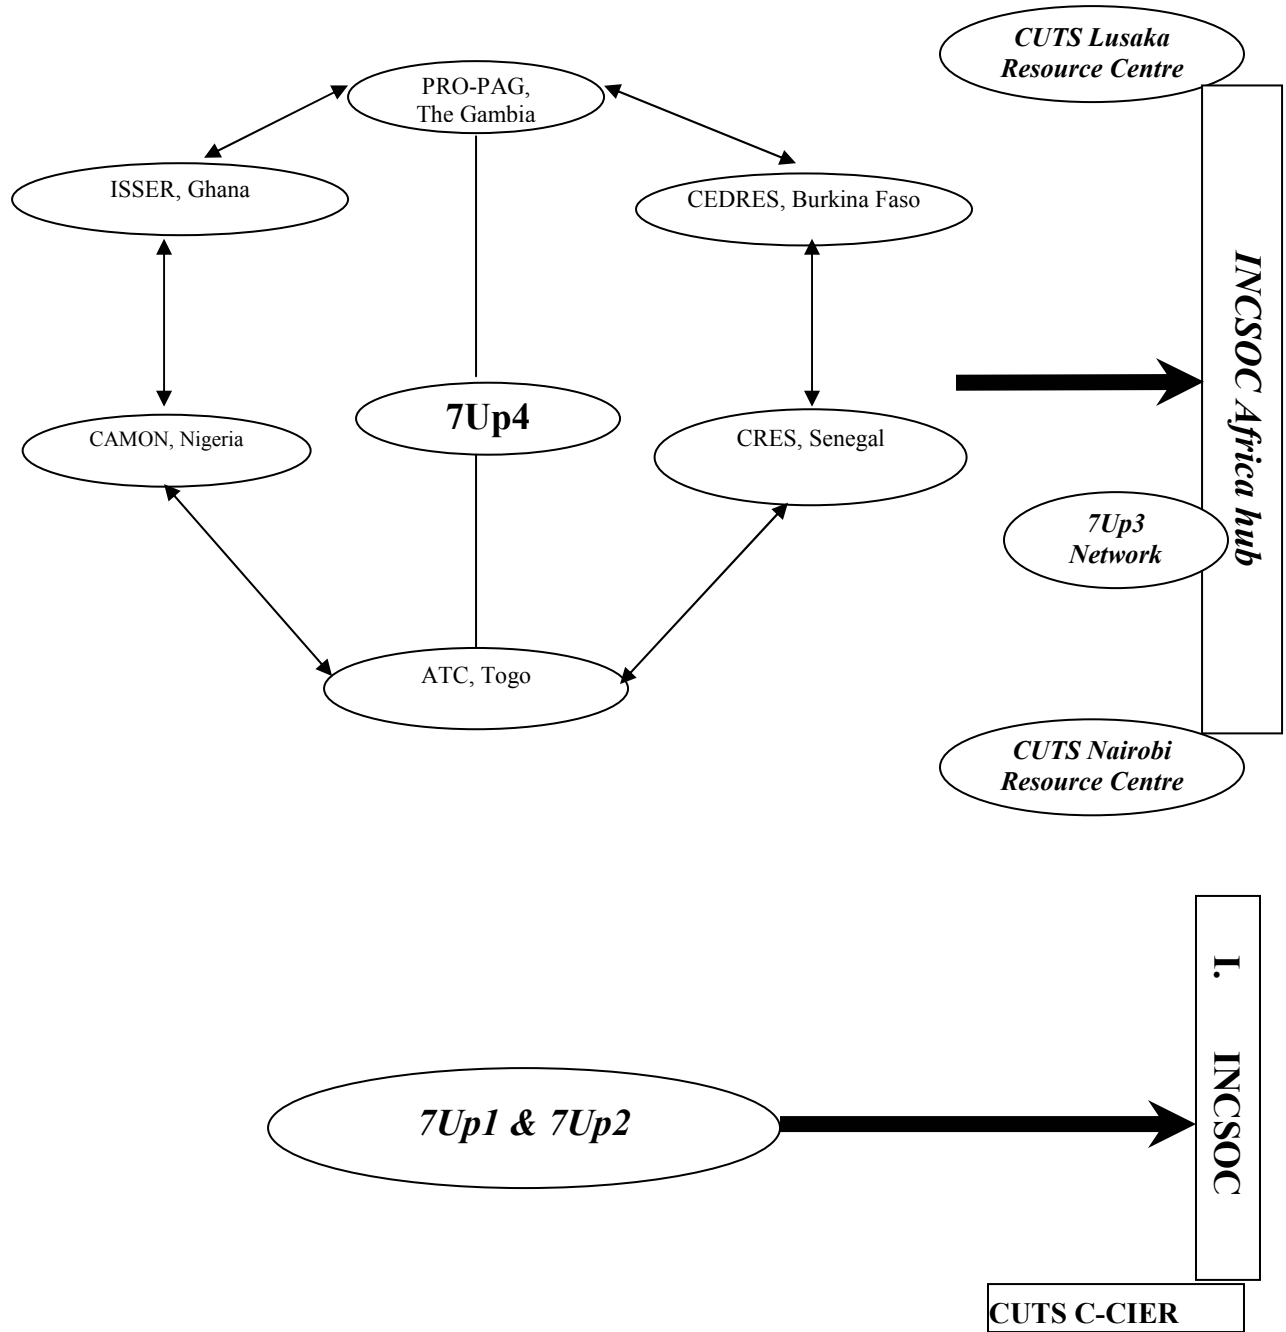 CUTS Lusaka
Resource Centre
PRO-PAG,
The Gambia
ISSER, Ghana
CEDRES, Burkina Faso
INCSOC Africa hub
7Up4
CAMON, Nigeria
CRES, Senegal
7Up3
Network
ATC, Togo
CUTS Nairobi
Resource Centre
I. INCSOC
7Up1 & 7Up2
CUTS C-CIER